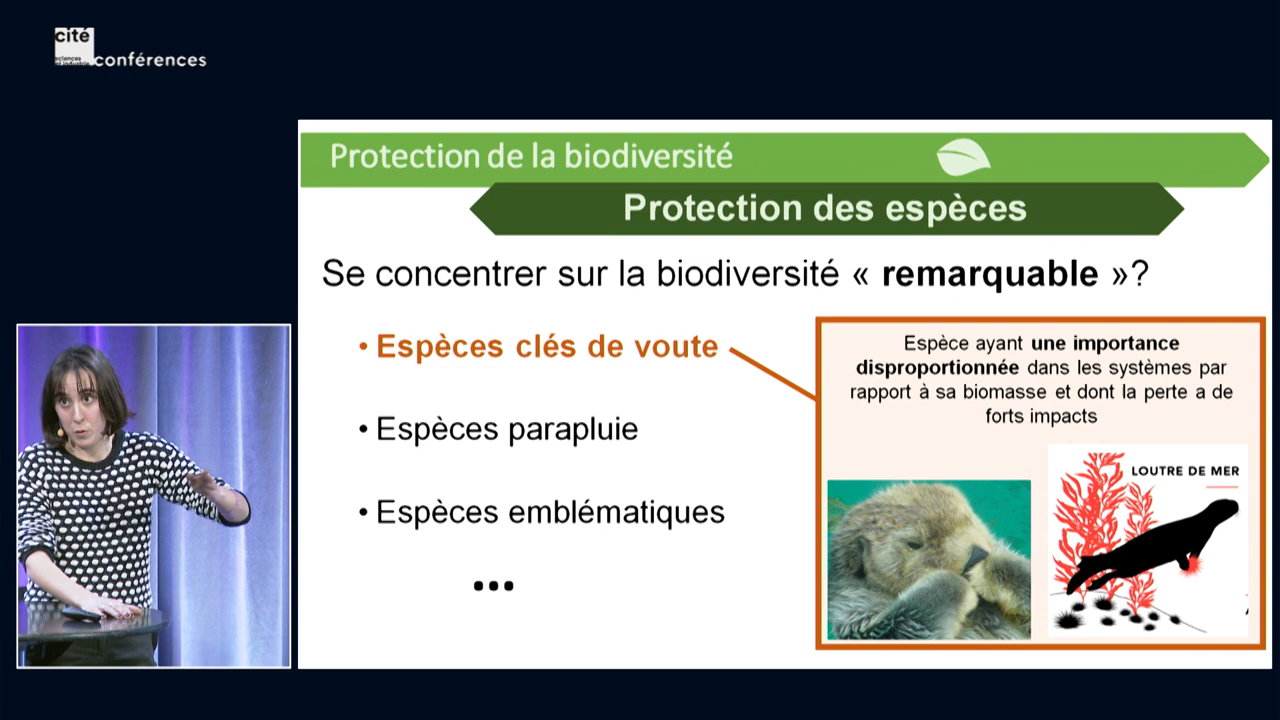 cité
sciences
et industrie
conférences
Protection de la biodiversité
Protection des espèces
Se concentrer sur la biodiversité « remarquable »?
• Espèces clés de voute
• Espèces parapluie
• Espèces emblématiques
...
Espèce ayant une importance
disproportionnée dans les systèmes par
rapport à sa biomasse et dont la perte a de
forts impacts
LOUTRE DE MER